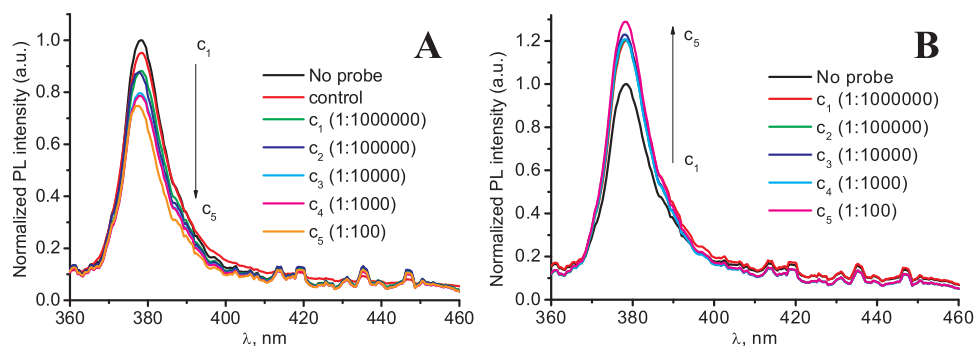 A
Normalized PL intensity (a.u.)
1.0
0.8
0.6
0.4
0.2
0.0
360 380 400 420 440 460
λ, nm
c₁
c₅
No probe
control
c₁ (1:1000000)
c₂ (1:100000)
c₃ (1:10000)
c₄ (1:1000)
c₅ (1:100)
B
Normalized PL intensity (a.u.)
1.2
1.0
0.8
0.6
0.4
0.2
0.0
360 380 400 420 440 460
λ, nm
c₅
c₁
No probe
c₁ (1:1000000)
c₂ (1:100000)
c₃ (1:10000)
c₄ (1:1000)
c₅ (1:100)